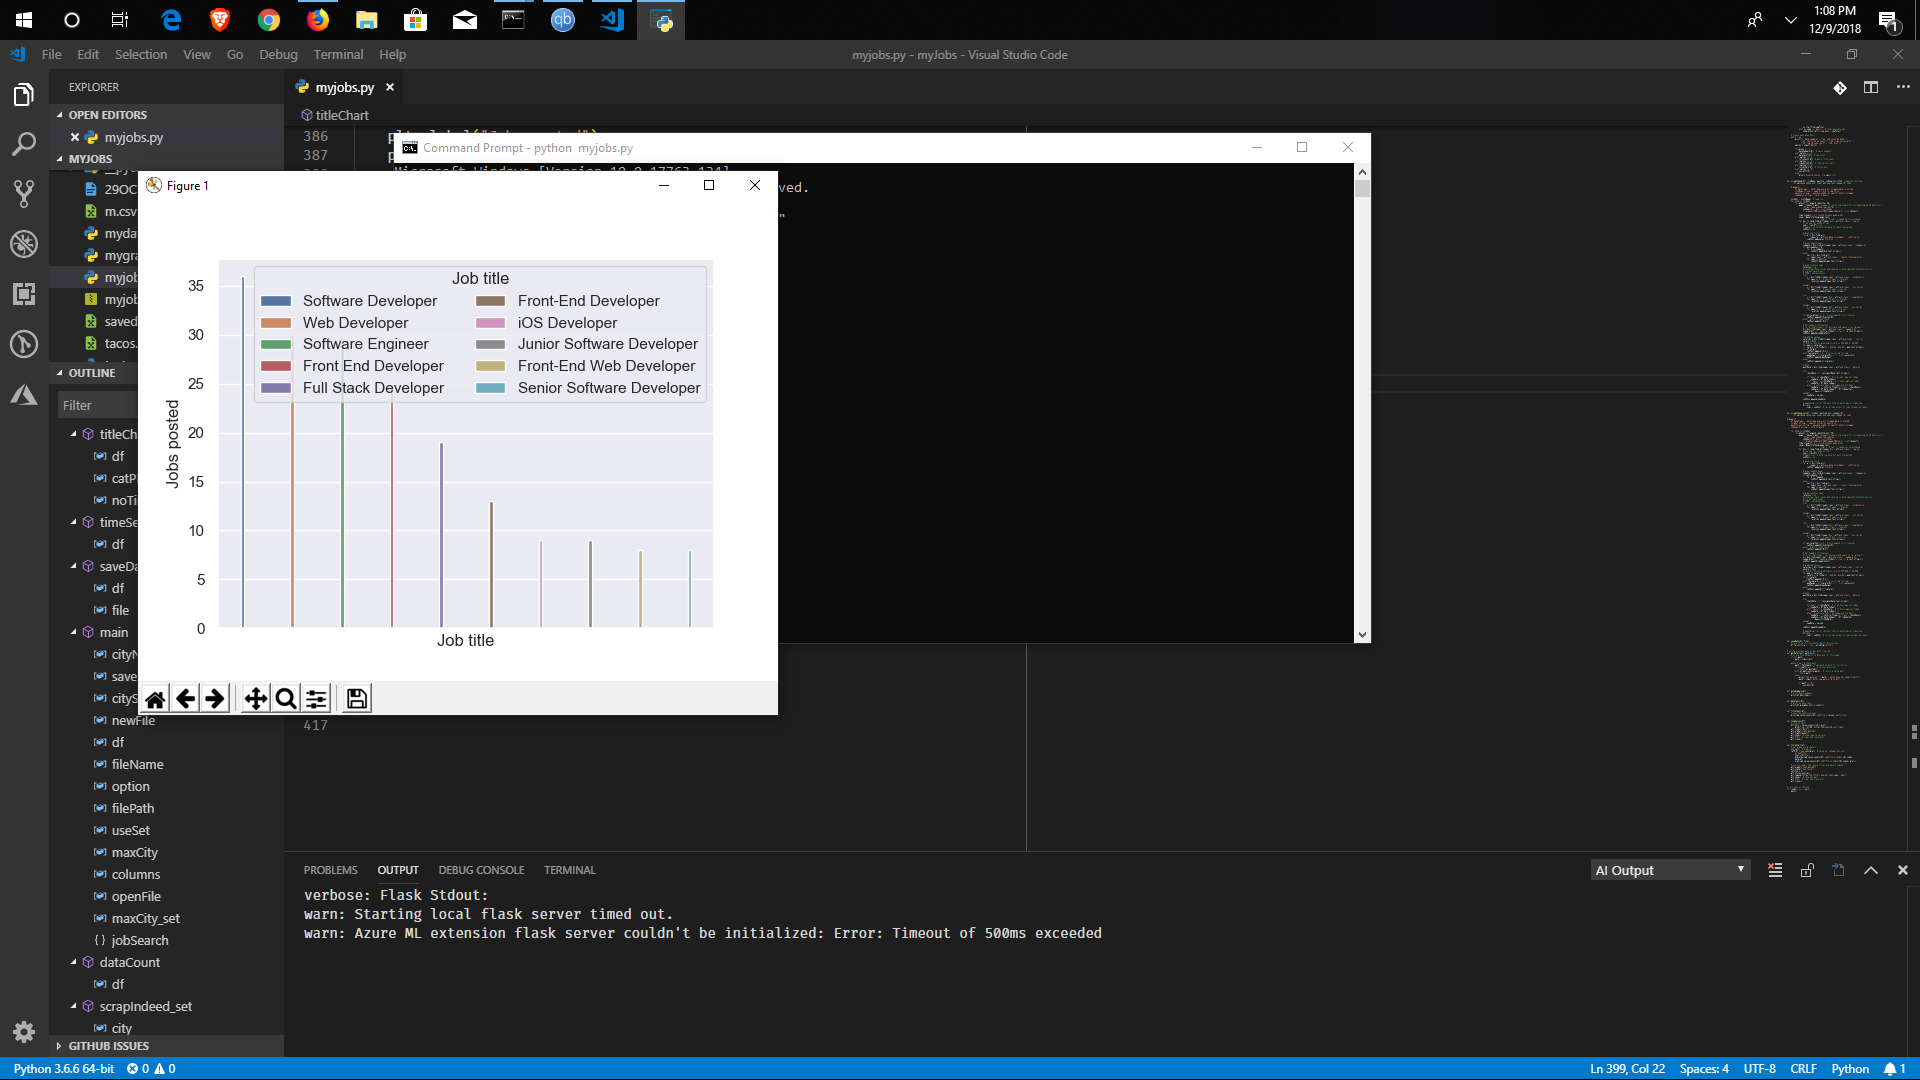 1:08 PM
12/9/2018
1
File Edit Selection View Go Debug Terminal Help
myjobs.py - myJobs - Visual Studio Code
EXPLORER
OPEN EDITORS
myjobs.py
MYJOBS
29OC
m.csv
myda
mygra
myjob
myjob
saved
tacos.
OUTLINE
Filter
titleCh
df
catP
noTi
timeSe
df
saveDa
df
file
main
cityN
save
cityS
newFile
df
fileName
option
filePath
useSet
maxCity
columns
openFile
maxCity_set
jobSearch
dataCount
df
scrapIndeed_set
city
GITHUB ISSUES
myjobs.py
titleChart
386
387
417
Command Prompt - python myjobs.py
ved.
"
Figure 1
Jobs posted
35
30
25
20
15
10
5
0
Job title
Software Developer
Web Developer
Software Engineer
Front End Developer
Full Stack Developer
Front-End Developer
iOS Developer
Junior Software Developer
Front-End Web Developer
Senior Software Developer
Job title
PROBLEMS OUTPUT DEBUG CONSOLE TERMINAL
AI Output
verbose: Flask Stdout:
warn: Starting local flask server timed out.
warn: Azure ML extension flask server couldn't be initialized: Error: Timeout of 500ms exceeded
Python 3.6.6 64-bit 0 0
Ln 399, Col 22 Spaces: 4 UTF-8 CRLF Python 1